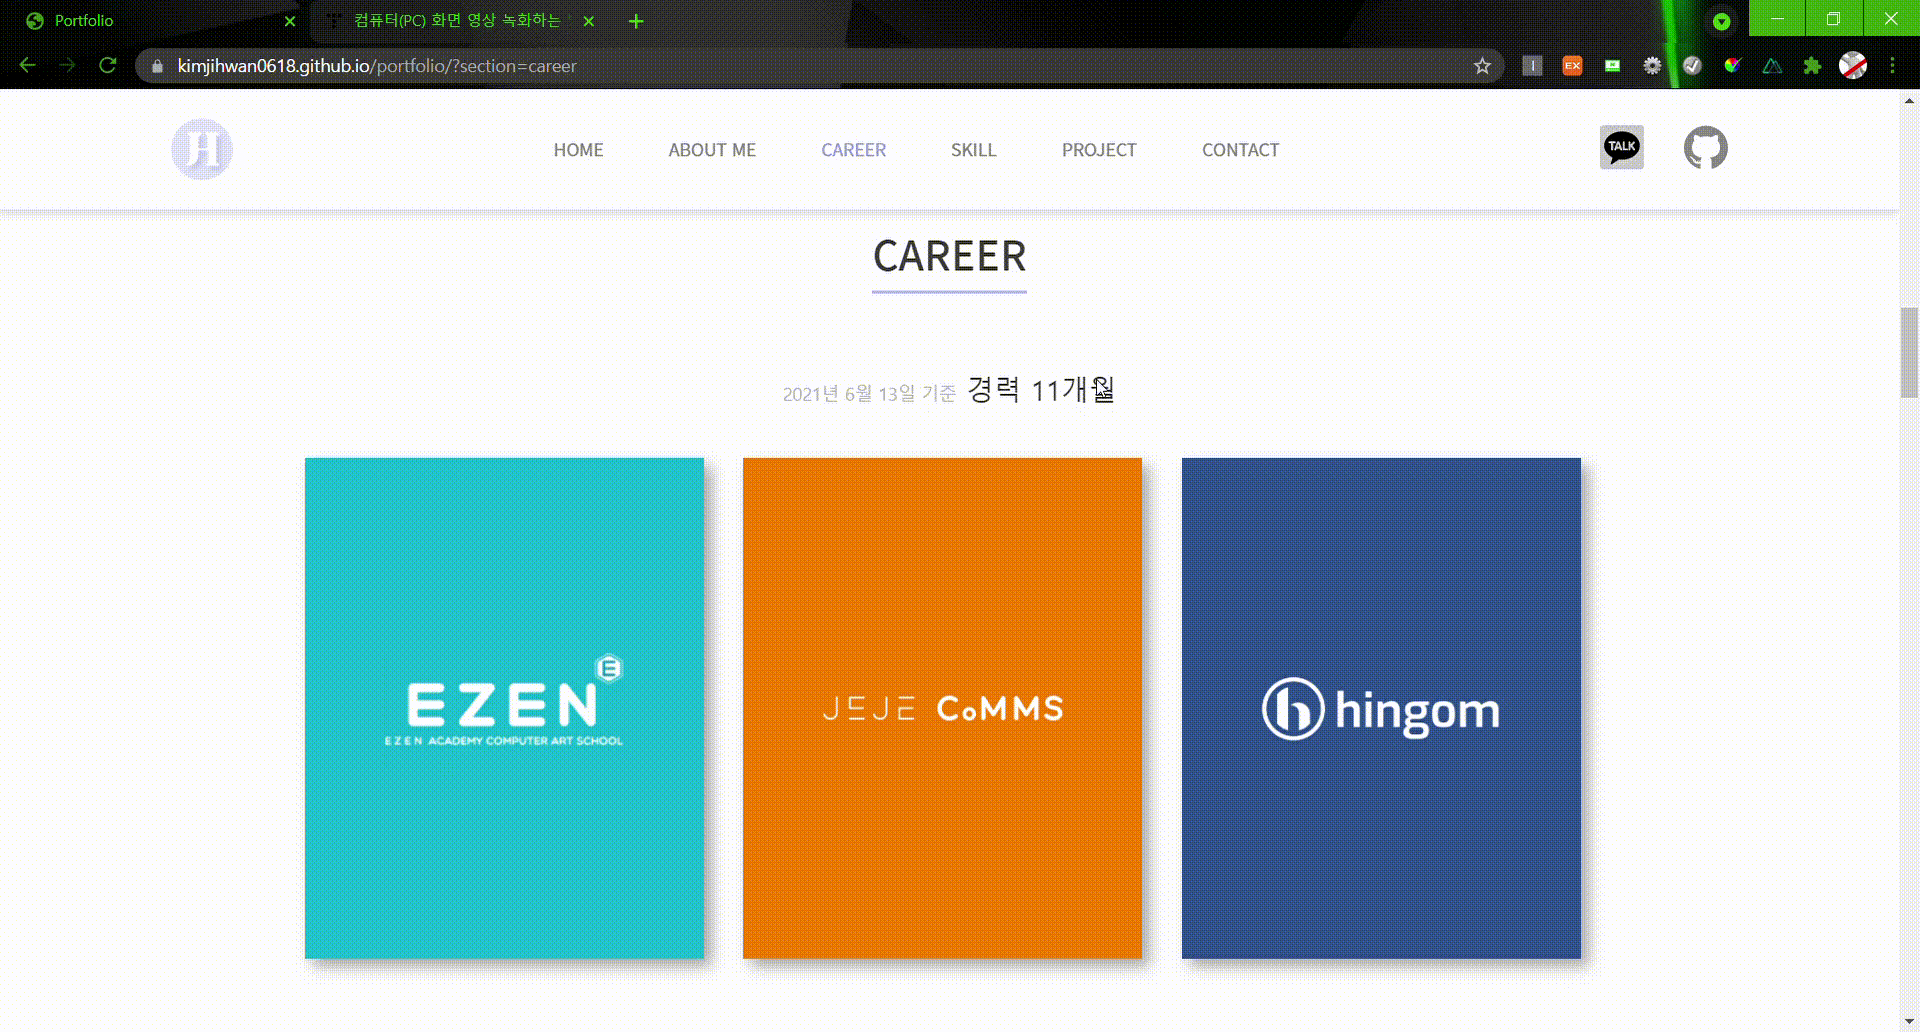 Portfolio
컴퓨터(PC) 화면 영상 녹화하는
kimjihwan0618.github.io/portfolio/?section=career
EX
HOME ABOUT ME CAREER SKILL PROJECT CONTACT
TALK
CAREER
2021년 6월 13일 기준 경력 11개월
E
EZEN
EZEN ACADEMY COMPUTER ART SCHOOL
JEJE CoMMS
hingom